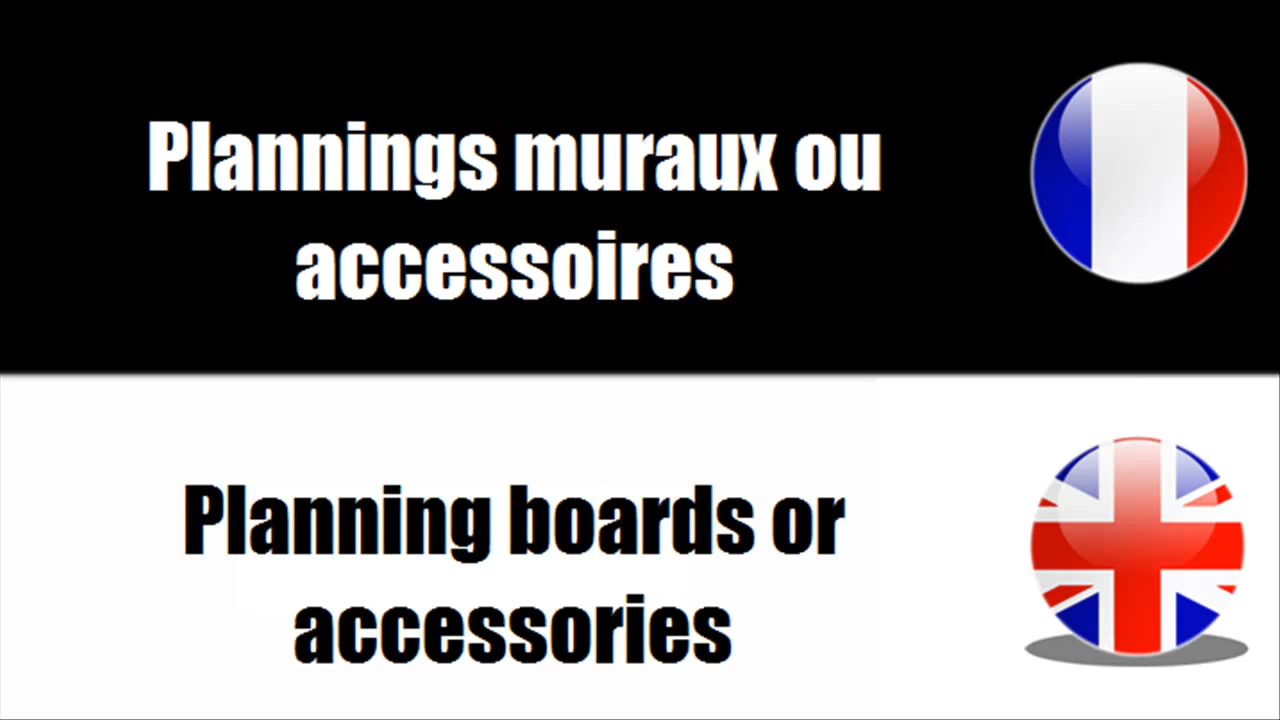 Plannings muraux ou
accessoires
Planning boards or
accessories